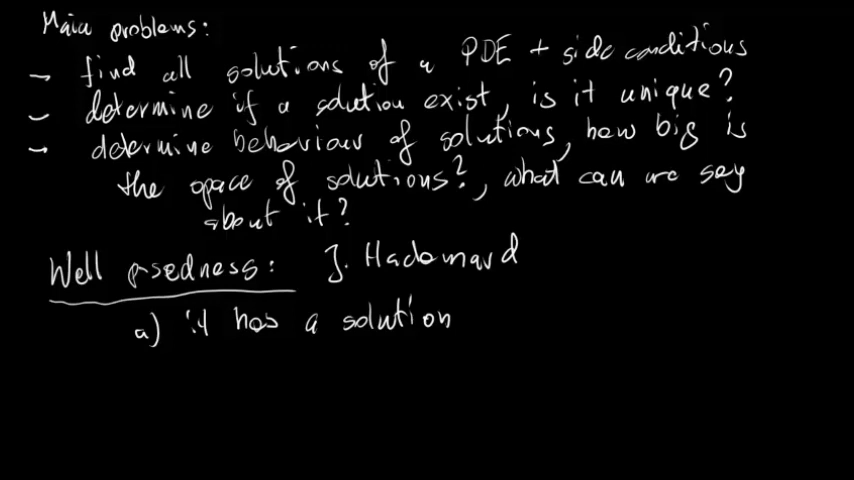 Main problems:
→ find all solutions of a PDE + side conditions
→ determine if a solution exist, is it unique?
→ determine behaviour of solutions, how big is
the space of solutions?, what can we say
about it?
Well posedness: J. Hadamard
a) it has a solution